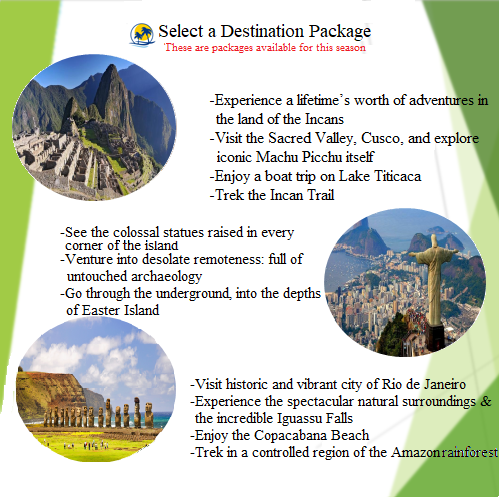 Select a Destination Package
'These are packages available for this season
-Experience a lifetime's worth of adventures in
the land of the Incans
-Visit the Sacred Valley, Cusco, and explore
iconic Machu Picchu itself
-Enjoy a boat trip on Lake Titicaca
-Trek the Incan Trail
-See the colossal statues raised in every
corner of the island
-Venture into desolate remoteness: full of
untouched archaeology
-Go through the underground, into the depths
of Easter Island
-Visit historic and vibrant city of Rio de Janeiro
-Experience the spectacular natural surroundings &
the incredible Iguassu Falls
-Enjoy the Copacabana Beach
-Trek in a controlled region of the Amazon rainforest